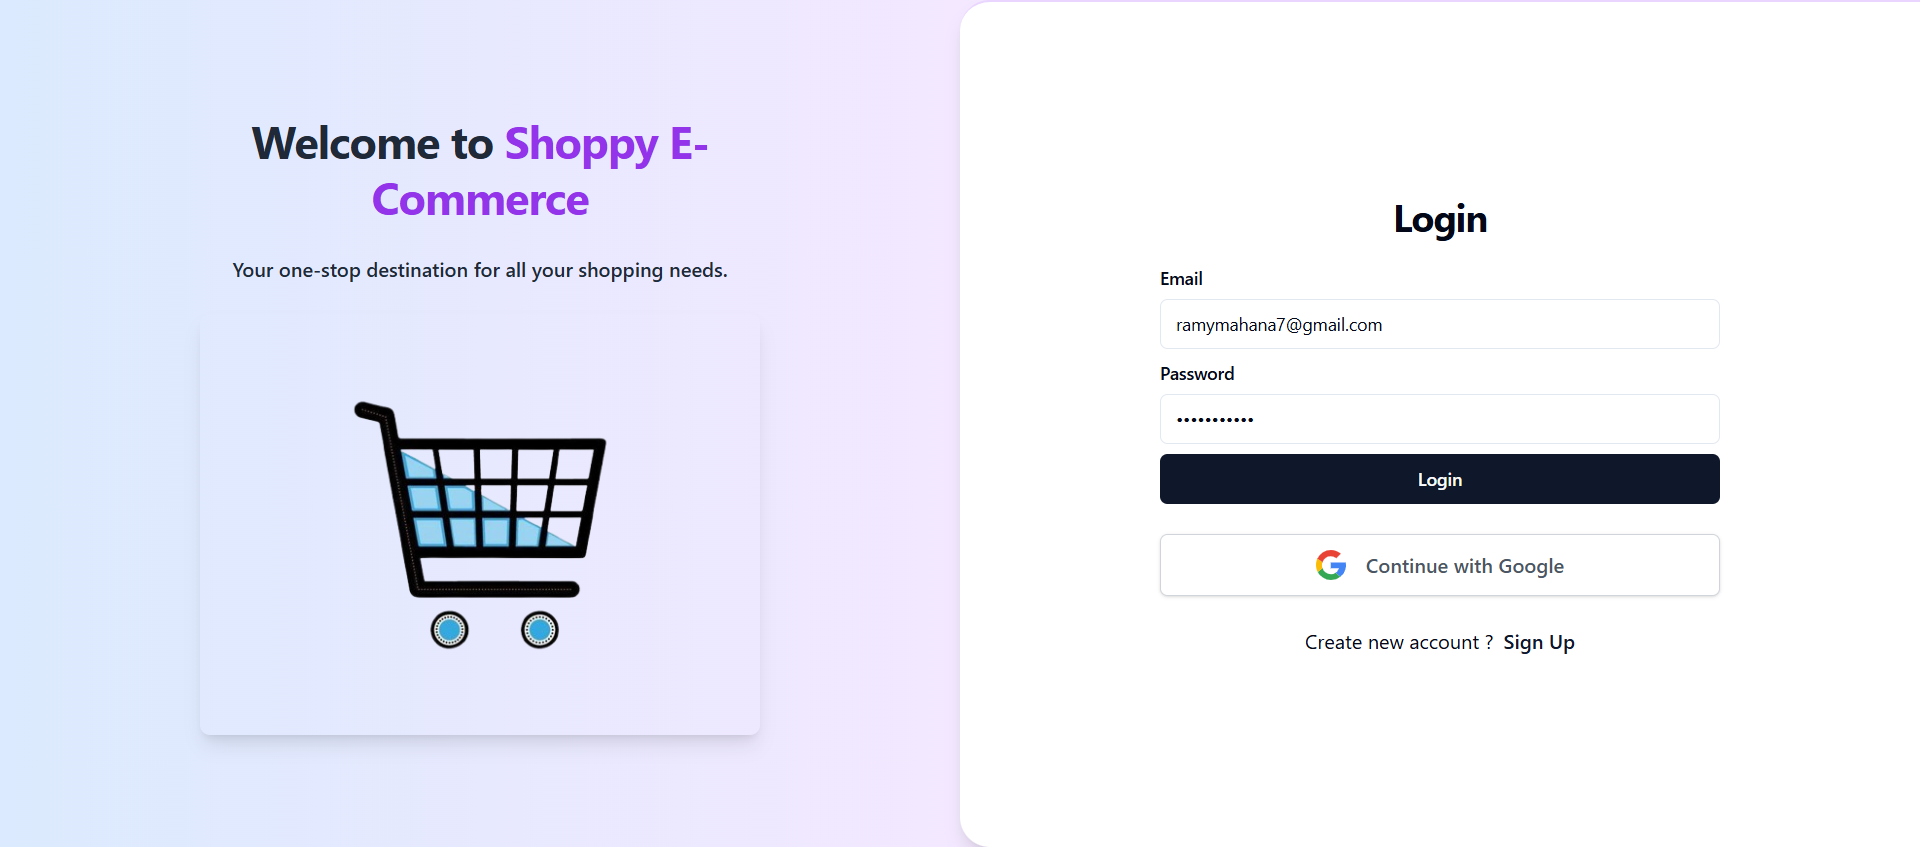 Welcome to Shoppy E-
Commerce
Your one-stop destination for all your shopping needs.
Login
Email
ramymahana7@gmail.com
Password
•••••••••••
Login
Continue with Google
Create new account ? Sign Up